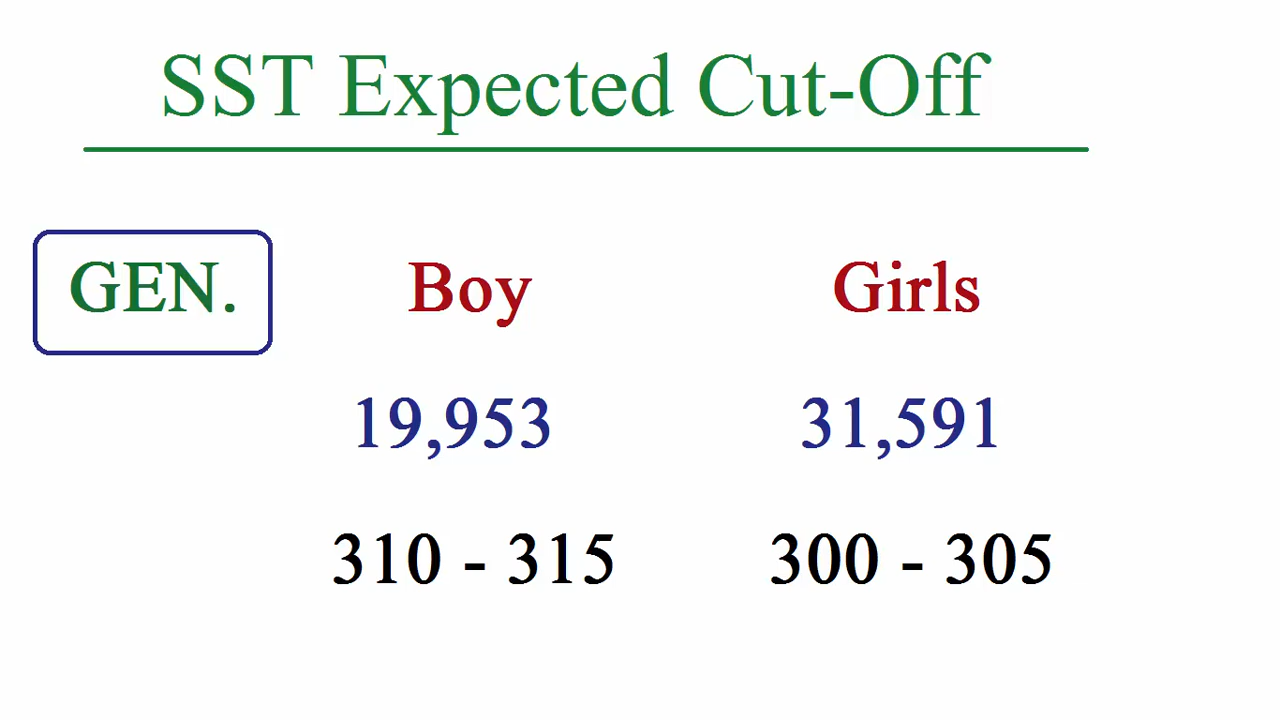 SST Expected Cut-Off
GEN. Boy Girls
19,953 31,591
310 - 315 300 - 305